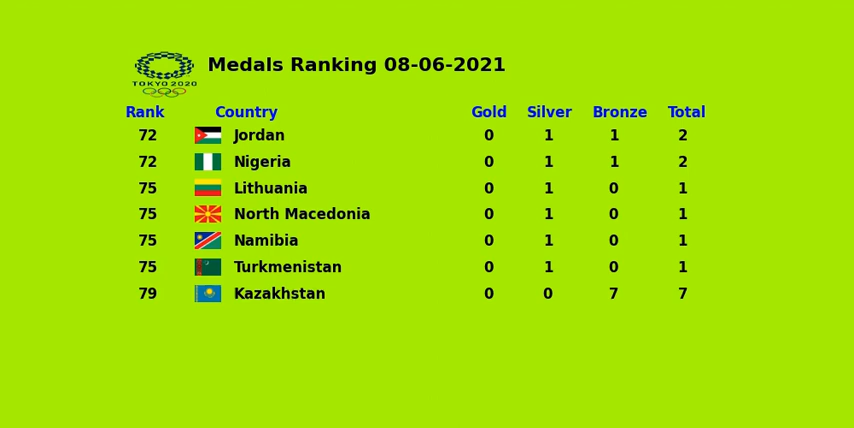 Medals Ranking 08-06-2021
TOKYO 2020
Rank Country Gold Silver Bronze Total
72 Jordan 0 1 1 2
72 Nigeria 0 1 1 2
75 Lithuania 0 1 0 1
75 North Macedonia 0 1 0 1
75 Namibia 0 1 0 1
75 Turkmenistan 0 1 0 1
79 Kazakhstan 0 0 7 7